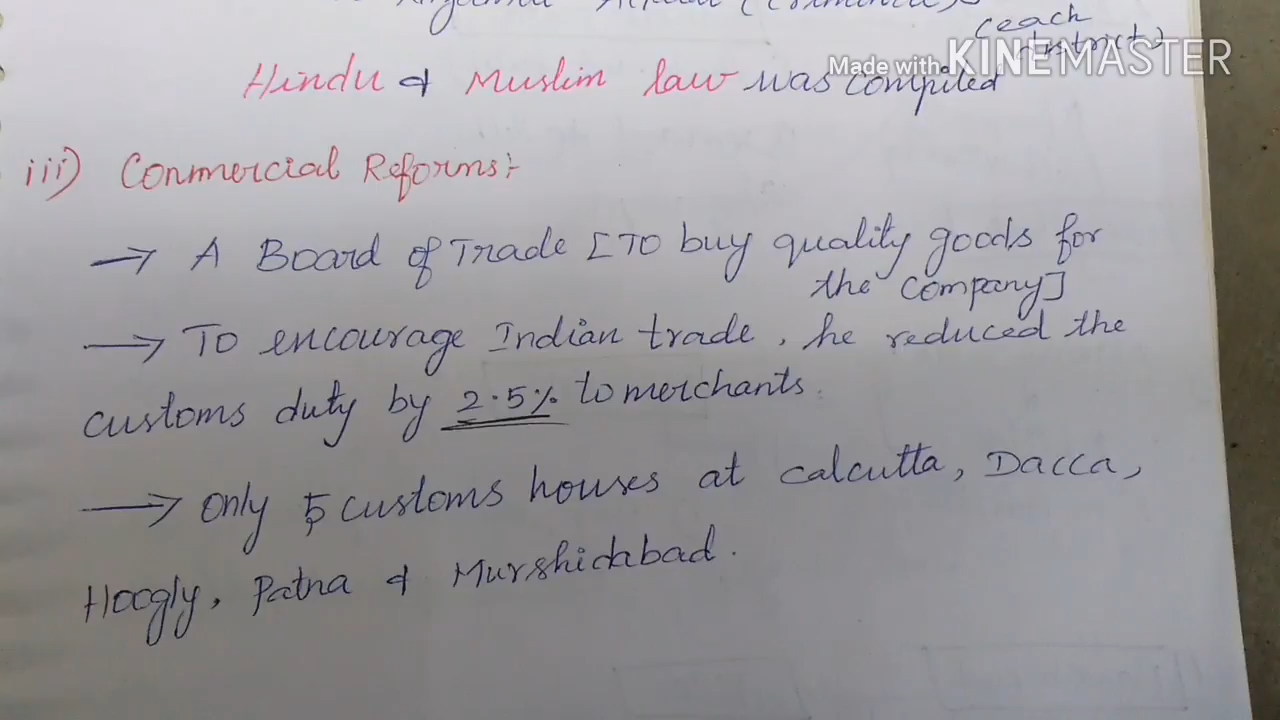 (each
district)
Made with KINEMASTER
Hindu & Muslim law was compiled
iii) Conmercial Reforms:-
→ A Board of Trade [To buy quality goods for
the company]
→ To encourage Indian trade, he reduced the
customs duty by 2.5% to merchants.
→ Only 5 customs houses at calcutta, Dacca,
Hoogly, Patna & Murshidabad.